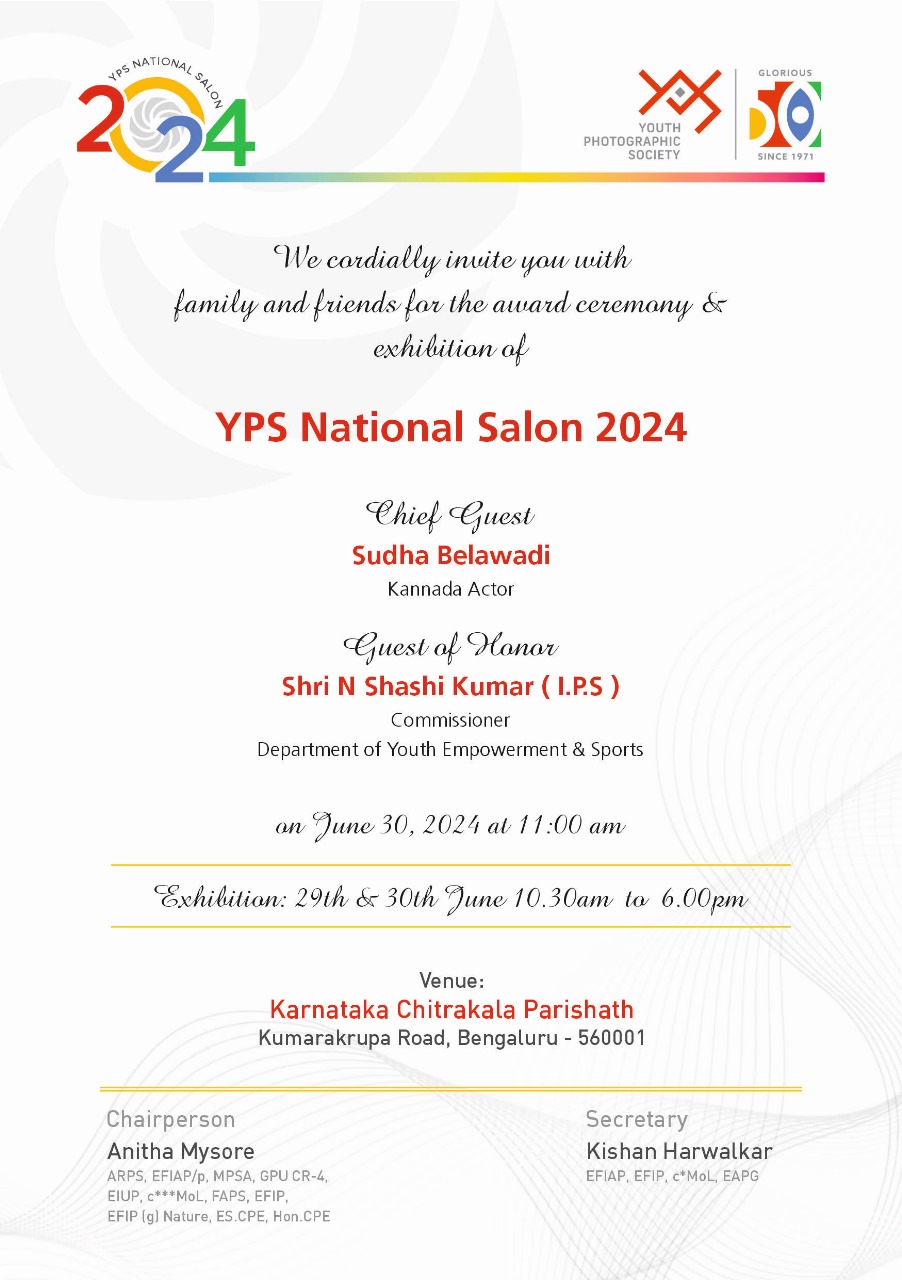 YPS NATIONAL SALON
2024
YOUTH
PHOTOGRAPHIC
SOCIETY
GLORIOUS
50
SINCE 1971
We cordially invite you with
family and friends for the award ceremony &
exhibition of
YPS National Salon 2024
Chief Guest
Sudha Belawadi
Kannada Actor
Guest of Honor
Shri N Shashi Kumar ( I.P.S )
Commissioner
Department of Youth Empowerment & Sports
on June 30, 2024 at 11:00 am
Exhibition: 29th & 30th June 10.30am to 6.00pm
Venue:
Karnataka Chitrakala Parishath
Kumarakrupa Road, Bengaluru - 560001
Chairperson
Anitha Mysore
ARPS, EFIAP/p, MPSA, GPU CR-4,
EIUP, c***MoL, FAPS, EFIP,
EFIP (g) Nature, ES.CPE, Hon.CPE
Secretary
Kishan Harwalkar
EFIAP, EFIP, c*MoL, EAPG